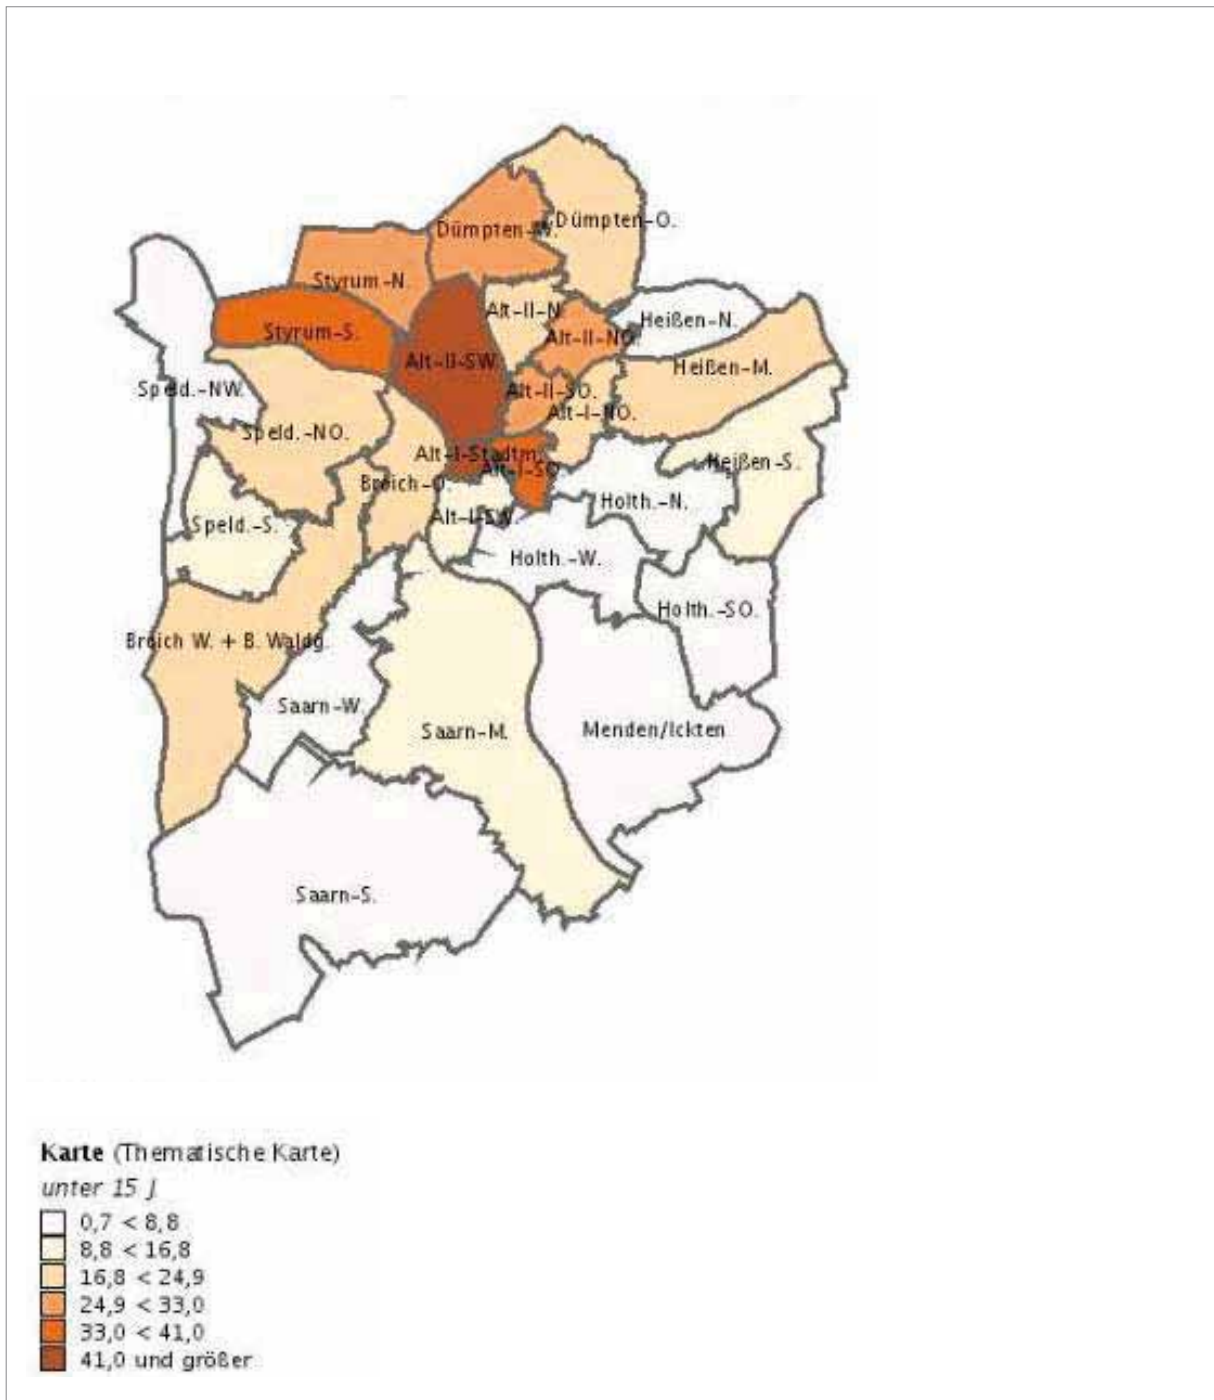 Dümpten-O.
Dümpten-W.
Styrum-N.
Alt-II-N.
Heißen-N.
Styrum-S.
Alt-II-NO.
Alt-II-SW.
Heißen-M.
Speld.-NW.
Alt-II-SO.
Alt-I-NO.
Speld.-NO.
Alt-I-Stadtm.
Heißen-S.
Alt-I-SO.
Broich-O.
Holth.-N.
Alt-I-SW.
Speld.-S.
Holth.-W.
Holth.-SO.
Broich W. + B. Waldg.
Saarn-W.
Saarn-M.
Menden/Ickten
Saarn-S.
Karte (Thematische Karte)
unter 15 J.
0,7 < 8,8
8,8 < 16,8
16,8 < 24,9
24,9 < 33,0
33,0 < 41,0
41,0 und größer